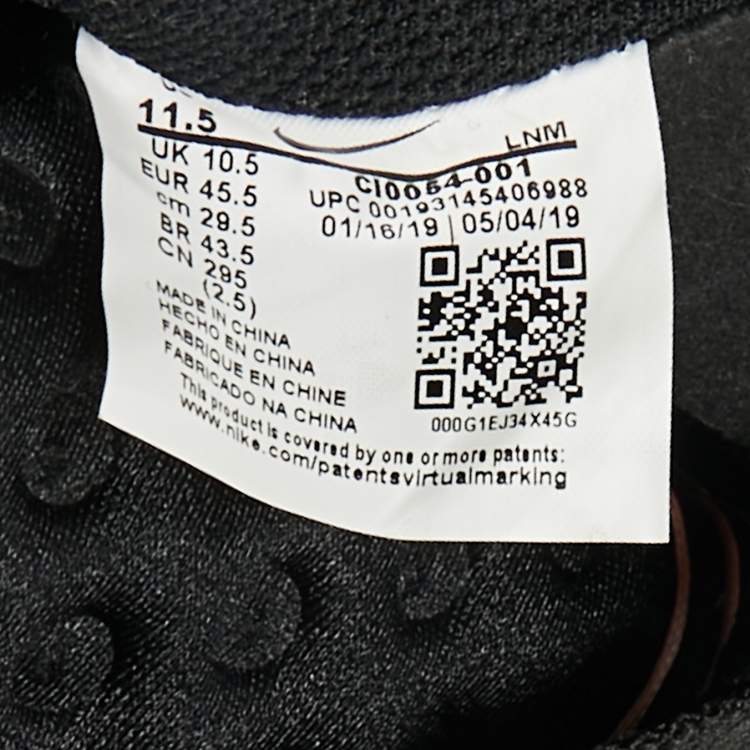 11.5
UK 10.5
EUR 45.5
cm 29.5
BR 43.5
CN 295
(2.5)
LNM
CI0054-001
UPC 00193145406988
01/16/19 | 05/04/19
MADE IN CHINA
HECHO EN CHINA
FABRIQUE EN CHINE
FABRICADO NA CHINA
000G1EJ34X45G
This product is covered by one or more patents:
www.nike.com/patentsvirtualmarking